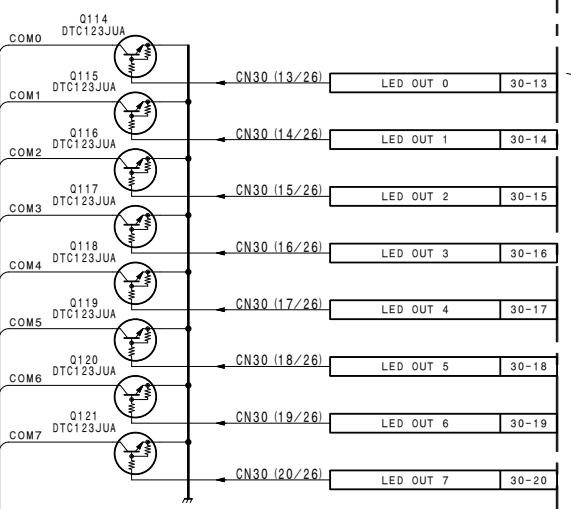 Q114
DTC123JUA
COM0
CN30 (13/26)
LED OUT 0
30-13
Q115
DTC123JUA
COM1
CN30 (14/26)
LED OUT 1
30-14
Q116
DTC123JUA
COM2
CN30 (15/26)
LED OUT 2
30-15
Q117
DTC123JUA
COM3
CN30 (16/26)
LED OUT 3
30-16
Q118
DTC123JUA
COM4
CN30 (17/26)
LED OUT 4
30-17
Q119
DTC123JUA
COM5
CN30 (18/26)
LED OUT 5
30-18
Q120
DTC123JUA
COM6
CN30 (19/26)
LED OUT 6
30-19
Q121
DTC123JUA
COM7
CN30 (20/26)
LED OUT 7
30-20